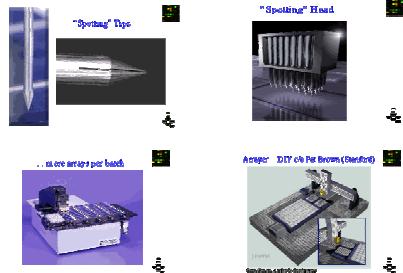 "Spotting" Tips
"Spotting" Head
... more arrays per batch
Arrayer DIY c/o Pat Brown (Stanford)